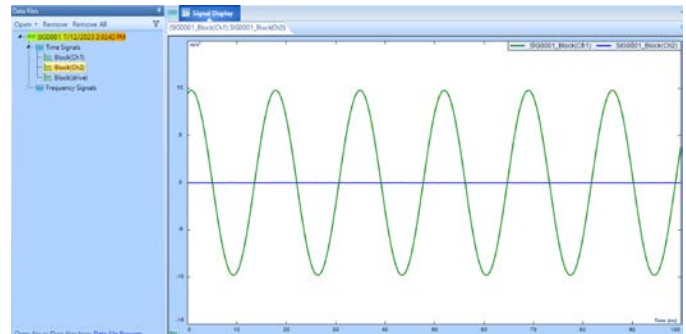 Data files
Open Remove Remove All
SIG0001 7/12/2023 2:02:42 PM
Time Signals
Block(Ch1)
Block(Ch2)
Block(drive)
Frequency Signals
Signal Display
(SIG0001_Block(Ch1),SIG0001_Block(Ch2))
m/s²
SIG0001_Block(Ch1) SIG0001_Block(Ch2)
10
5
0
-5
-10
-15
Time (ms)
0 10 20 30 40 50 60 70 80 90 100